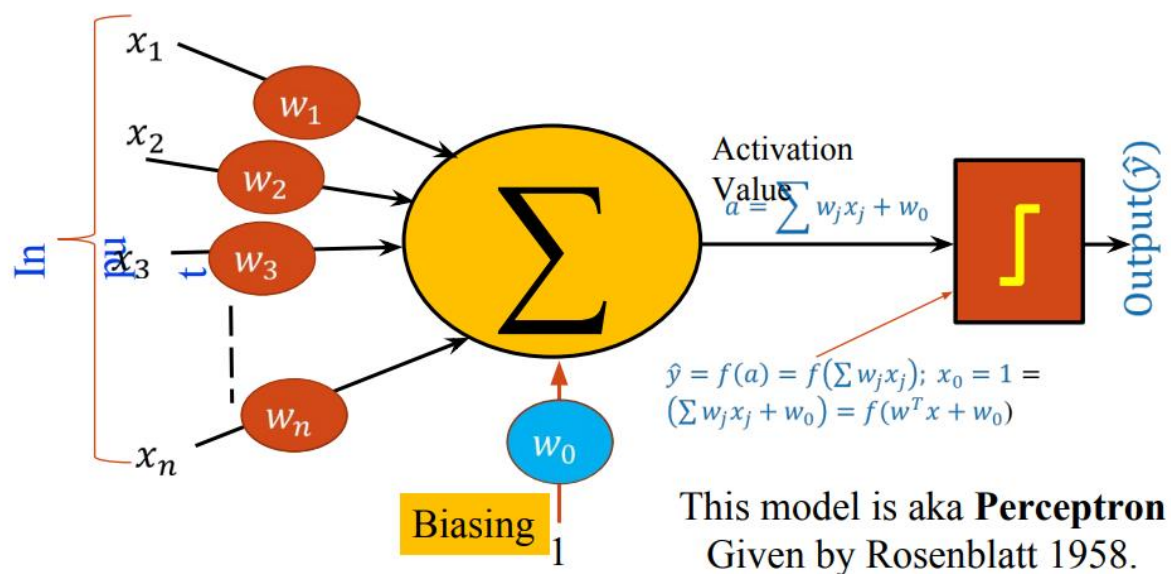 x₁
w₁
x₂
w₂
x₃
w₃
In
pu
t
wₙ
xₙ
∑
Activation
Value
a = ∑ wⱼxⱼ + w₀
Output(ŷ)
ŷ = f(a) = f(∑ wⱼxⱼ); x₀ = 1 =
(∑ wⱼxⱼ + w₀) = f(wᵀx + w₀)
w₀
Biasing
1
This model is aka Perceptron
Given by Rosenblatt 1958.